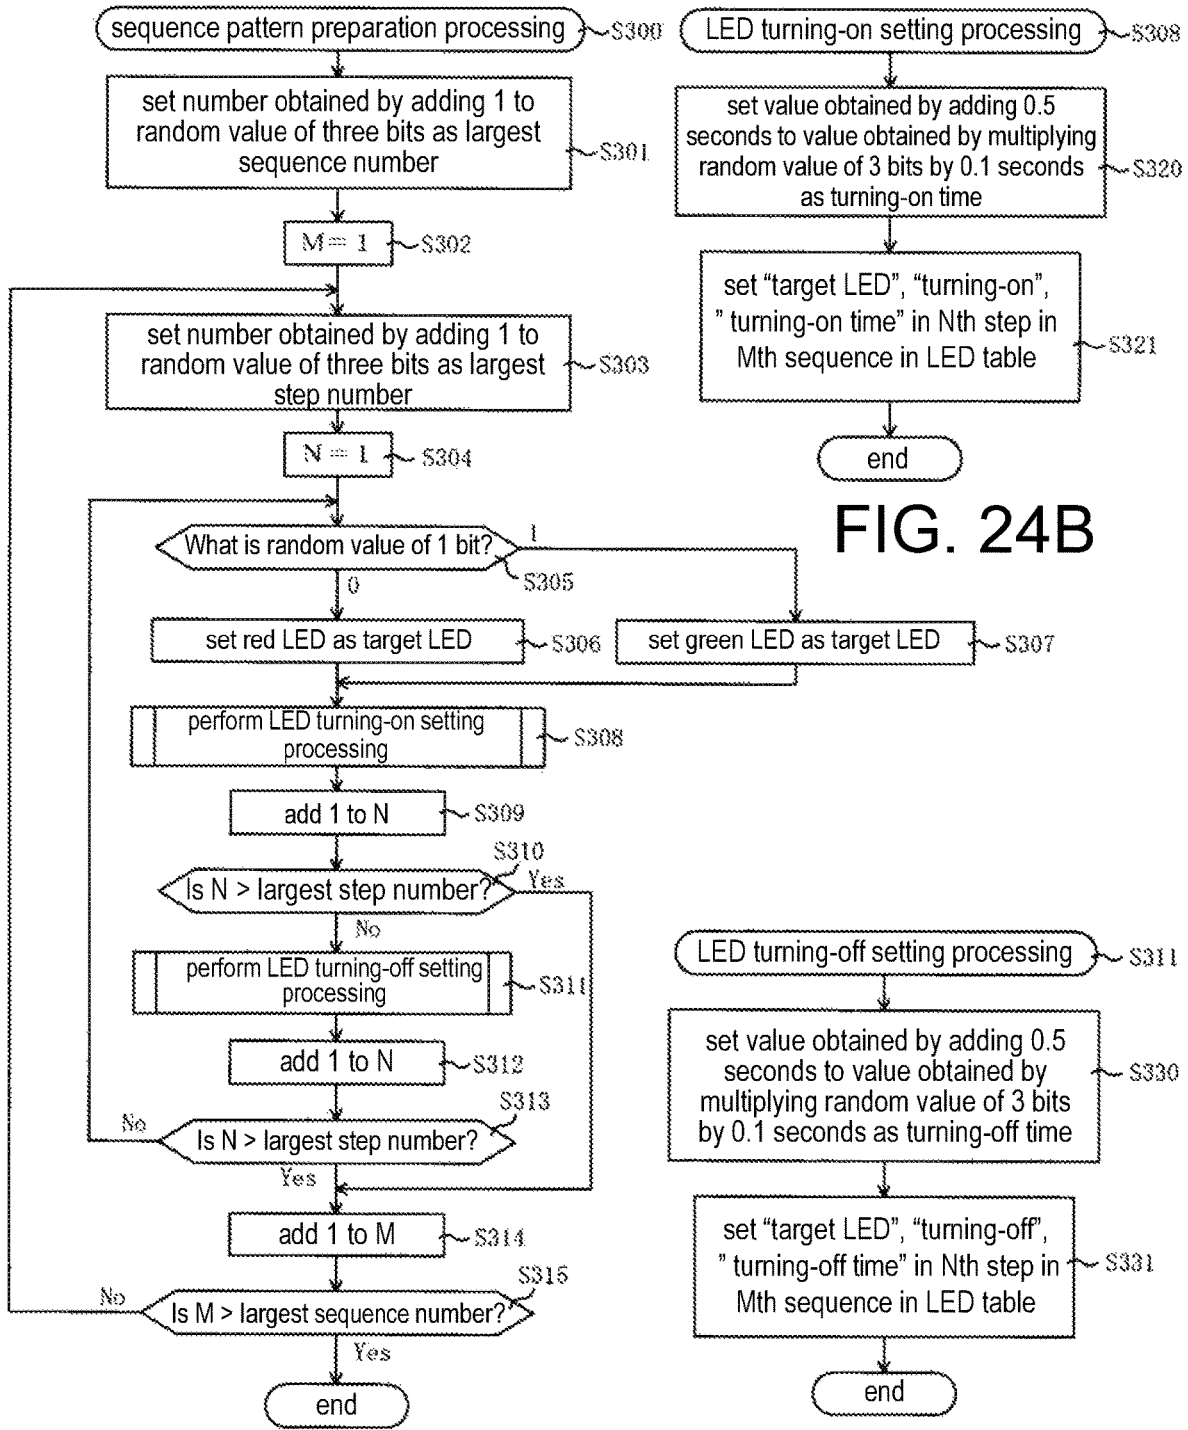 sequence pattern preparation processing
S300
set number obtained by adding 1 to
random value of three bits as largest
sequence number
S301
M = 1
S302
set number obtained by adding 1 to
random value of three bits as largest
step number
S303
N = 1
S304
What is random value of 1 bit?
1
S305
0
set red LED as target LED
S306
set green LED as target LED
S307
perform LED turning-on setting
processing
S308
add 1 to N
S309
S310
Is N > largest step number?
Yes
No
perform LED turning-off setting
processing
S311
add 1 to N
S312
S313
No
Is N > largest step number?
Yes
add 1 to M
S314
S315
No
Is M > largest sequence number?
Yes
end
LED turning-on setting processing
S308
set value obtained by adding 0.5
seconds to value obtained by multiplying
random value of 3 bits by 0.1 seconds
as turning-on time
S320
set “target LED”, “turning-on”,
” turning-on time” in Nth step in
Mth sequence in LED table
S321
end
FIG. 24B
LED turning-off setting processing
S311
set value obtained by adding 0.5
seconds to value obtained by
multiplying random value of 3 bits
by 0.1 seconds as turning-off time
S330
set “target LED”, “turning-off”,
” turning-off time” in Nth step in
Mth sequence in LED table
S331
end